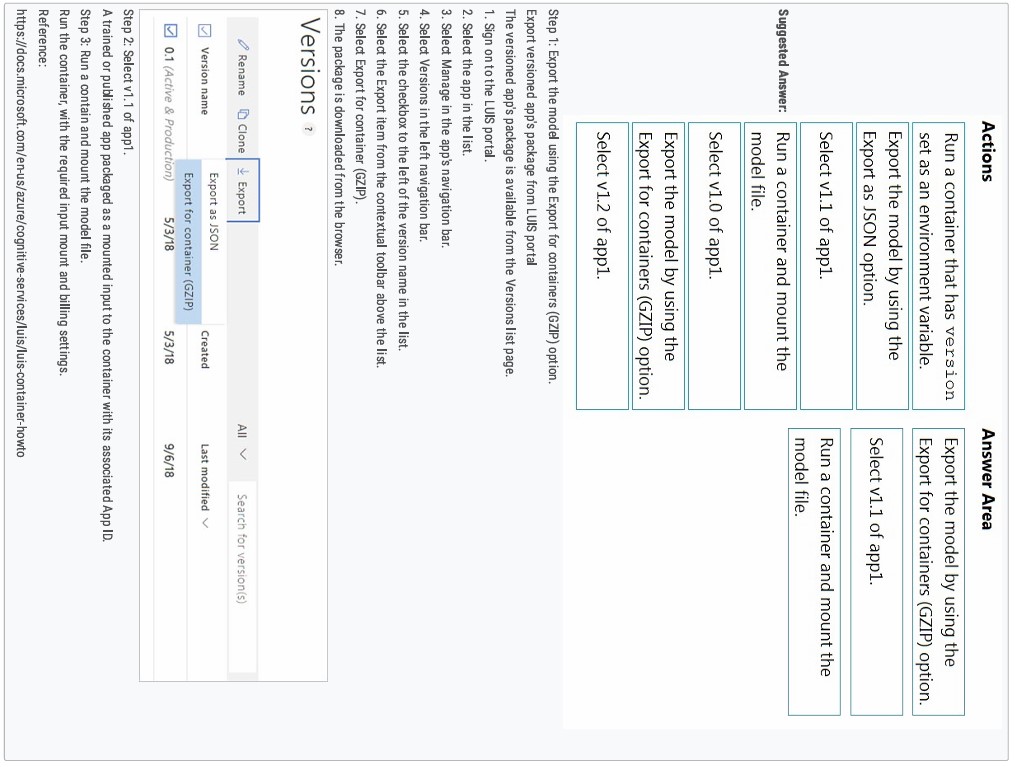 Actions
Answer Area
Run a container that has version
set as an environment variable.
Export the model by using the
Export as JSON option.
Select v1.1 of app1.
Run a container and mount the
model file.
Select v1.0 of app1.
Export the model by using the
Export for containers (GZIP) option.
Select v1.2 of app1.
Export the model by using the
Export for containers (GZIP) option.
Select v1.1 of app1.
Run a container and mount the
model file.
Suggested Answer:
Step 1: Export the model using the Export for containers (GZIP) option.
Export versioned app's package from LUIS portal
The versioned app's package is available from the Versions list page.
1. Sign on to the LUIS portal.
2. Select the app in the list.
3. Select Manage in the app's navigation bar.
4. Select Versions in the left navigation bar.
5. Select the checkbox to the left of the version name in the list.
6. Select the Export item from the contextual toolbar above the list.
7. Select Export for container (GZIP).
8. The package is downloaded from the browser.
Versions ?
Rename Clone Export All Search for version(s)
Export as JSON
Version name Created Last modified
Export for container (GZIP)
0.1 (Active & Production) 5/3/18 5/3/18 9/6/18
Step 2: Select v1.1 of app1.
A trained or published app packaged as a mounted input to the container with its associated App ID.
Step 3: Run a contain and mount the model file.
Run the container, with the required input mount and billing settings.
Reference:
https://docs.microsoft.com/en-us/azure/cognitive-services/luis/luis-container-howto